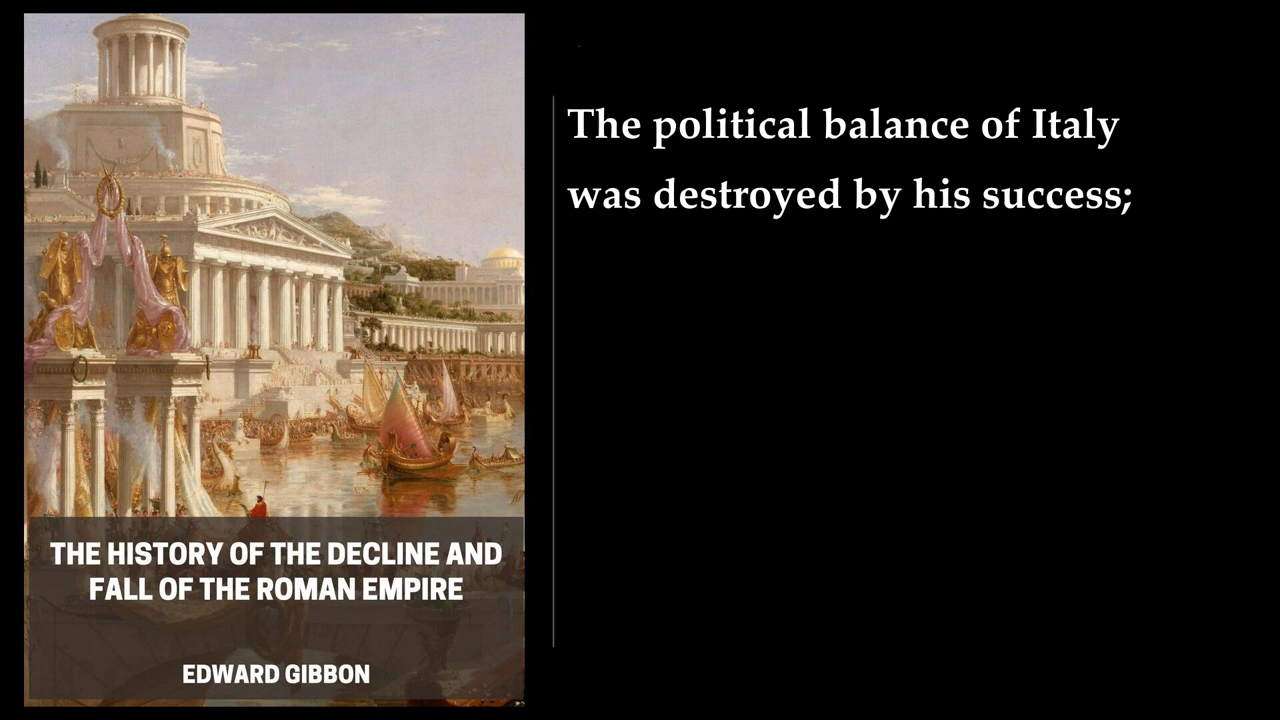 THE HISTORY OF THE DECLINE AND
FALL OF THE ROMAN EMPIRE
EDWARD GIBBON
The political balance of Italy
was destroyed by his success;